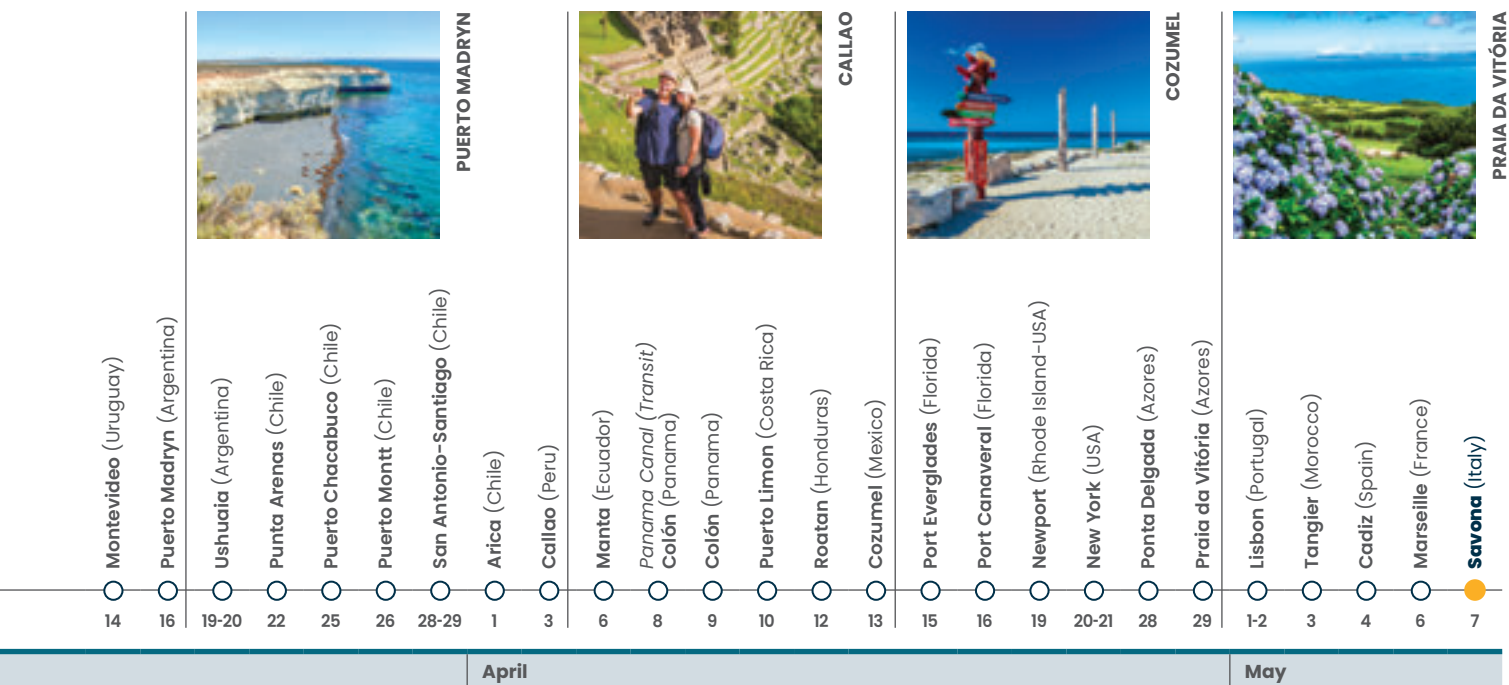 PUERTO MADRYN
CALLAO
COZUMEL
PRAIA DA VITÓRIA
Montevideo (Uruguay)
Puerto Madryn (Argentina)
Ushuaia (Argentina)
Punta Arenas (Chile)
Puerto Chacabuco (Chile)
Puerto Montt (Chile)
San Antonio-Santiago (Chile)
Arica (Chile)
Callao (Peru)
Manta (Ecuador)
Panama Canal (Transit)
Colón (Panama)
Colón (Panama)
Puerto Limon (Costa Rica)
Roatan (Honduras)
Cozumel (Mexico)
Port Everglades (Florida)
Port Canaveral (Florida)
Newport (Rhode Island-USA)
New York (USA)
Ponta Delgada (Azores)
Praia da Vitória (Azores)
Lisbon (Portugal)
Tangier (Morocco)
Cadiz (Spain)
Marseille (France)
Savona (Italy)
14 16 19-20 22 25 26 28-29 1 3 6 8 9 10 12 13 15 16 19 20-21 28 29 1-2 3 4 6 7
April May